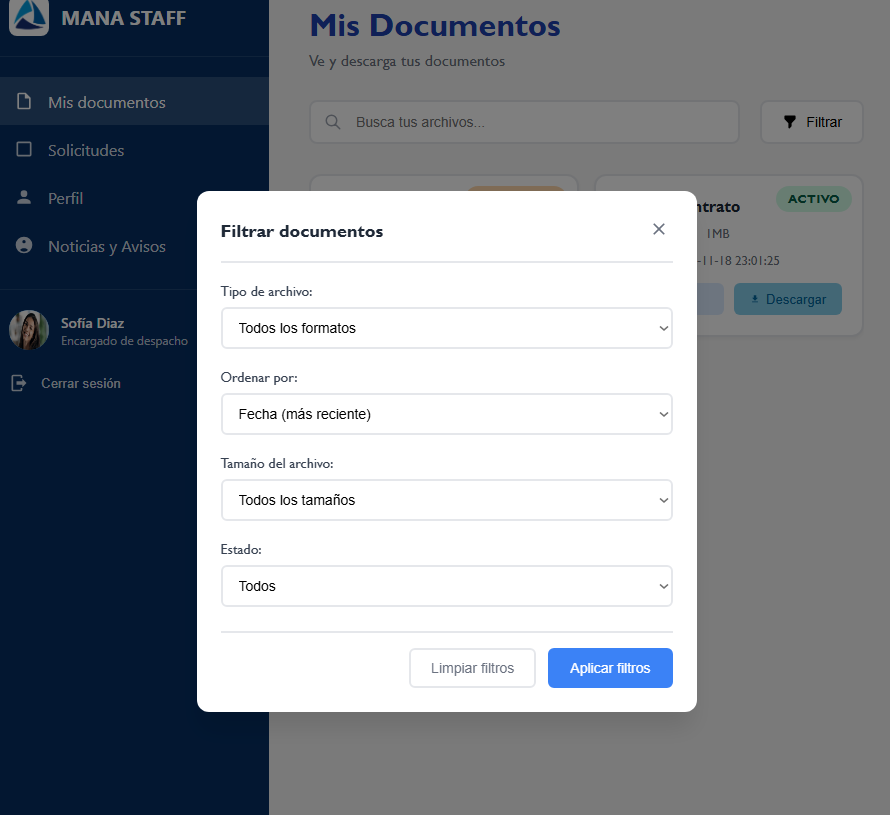 MANA STAFF
Mis documentos
Solicitudes
Perfil
Noticias y Avisos
Sofía Diaz
Encargado de despacho
Cerrar sesión
Mis Documentos
Ve y descarga tus documentos
Busca tus archivos...
Filtrar
ACTIVO
1MB
-11-18 23:01:25
Descargar
Filtrar documentos
Tipo de archivo:
Todos los formatos
Ordenar por:
Fecha (más reciente)
Tamaño del archivo:
Todos los tamaños
Estado:
Todos
Limpiar filtros
Aplicar filtros